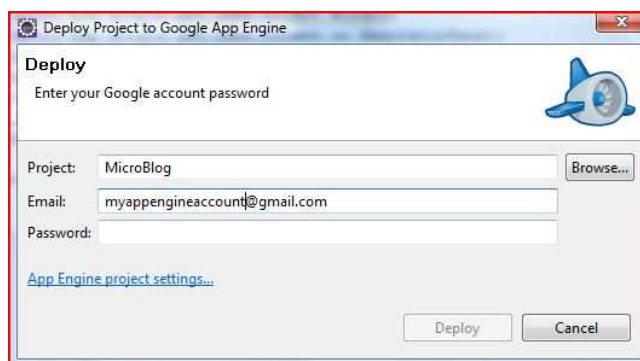 Deploy Project to Google App Engine
Deploy
Enter your Google account password
Project: MicroBlog Browse...
Email: myappengineaccount@gmail.com
Password:
App Engine project settings...
Deploy Cancel